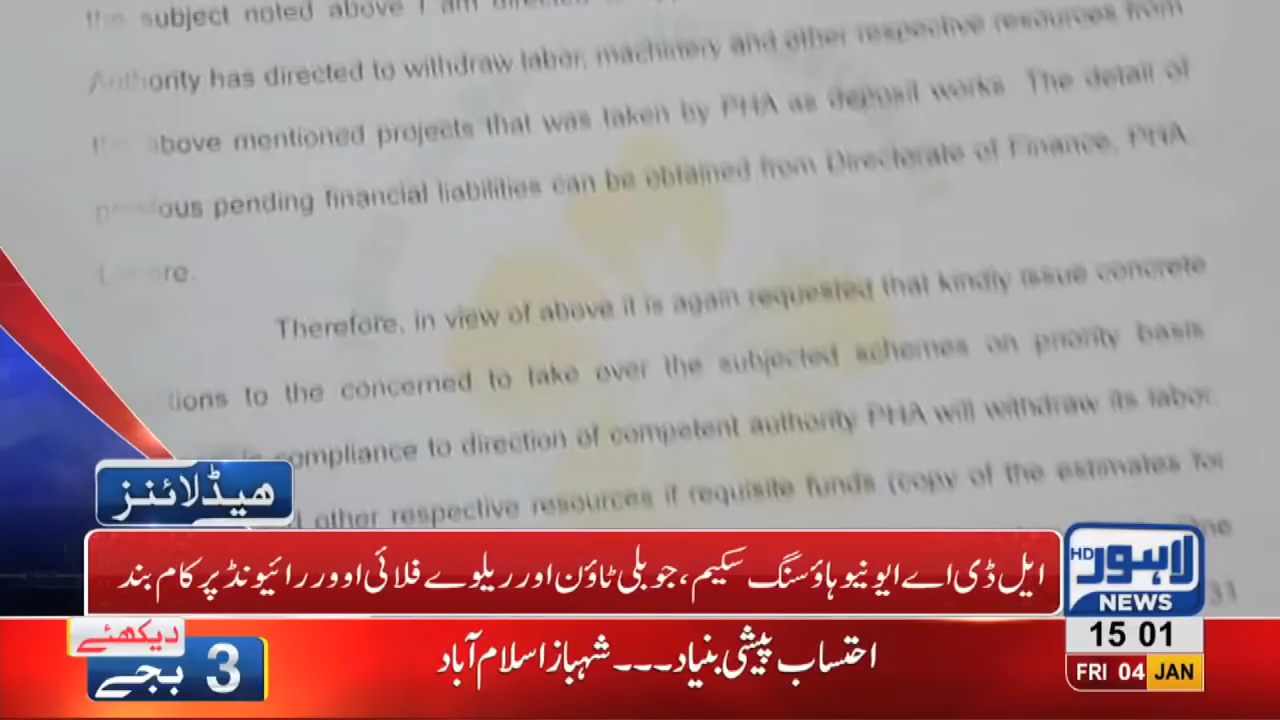 the subject noted above I am directed
Authority has directed to withdraw labor, machinery and other respective resources from
the above mentioned projects that was taken by PHA as deposit works. The detail of
previous pending financial liabilities can be obtained from Directorate of Finance, PHA
Therefore, in view of above it is again requested that kindly issue concrete
to the concerned to take over the subjected schemes on priority basis
compliance to direction of competent authority PHA will withdraw its labor,
other respective resources if requisite funds (copy of the estimates for
31
ھیڈلائنز
ایل ڈی اے ایونیو ہاؤسنگ سکیم، جوبلی ٹاؤن اور ریلوے فلائی اوور رائیونڈ پر کام بند
HD لاہور
NEWS
15 01
FRI 04 JAN
دیکھئے
3 بجے
احتساب پیشی بنیاد۔۔۔ شہباز اسلام آباد